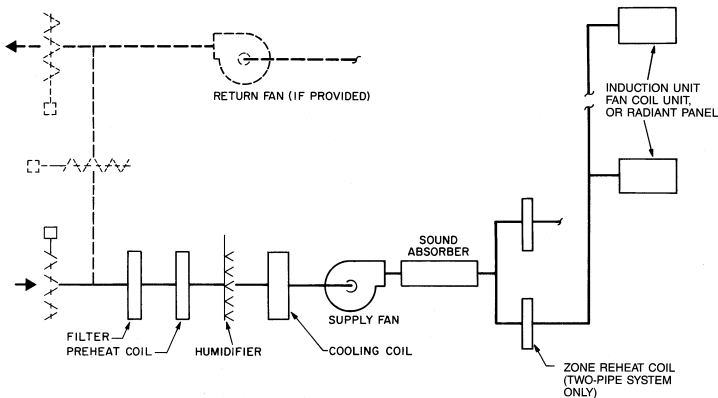 RETURN FAN (IF PROVIDED)
INDUCTION UNIT
FAN COIL UNIT,
OR RADIANT PANEL
SOUND
ABSORBER
SUPPLY FAN
FILTER
PREHEAT COIL
HUMIDIFIER
COOLING COIL
ZONE REHEAT COIL
(TWO-PIPE SYSTEM
ONLY)